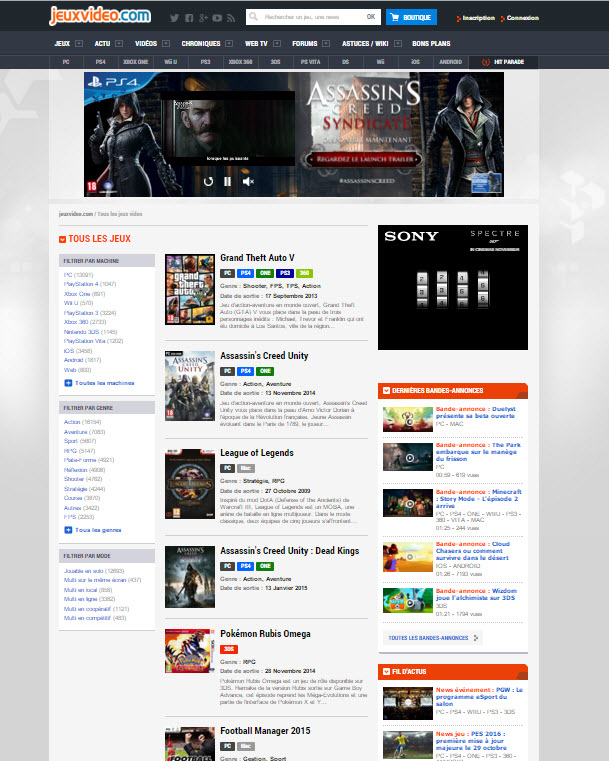 jeuxvideo.com
Rechercher un jeu, une news OK
BOUTIQUE
Inscription
Connexion
JEUX ACTU VIDÉOS CHRONIQUES WEB TV FORUMS ASTUCES / WIKI BONS PLANS
PC PS4 XBOX ONE Wii U PS3 XBOX 360 3DS PS VITA DS Wii iOS ANDROID HIT PARADE
PS4
lorsque les puissants
18
ASSASSIN'S
CREED
SYNDICATE
REGARDEZ LE LAUNCH TRAILER
#ASSASSINSCREED
jeuxvideo.com / Tous les jeux video
TOUS LES JEUX
FILTRER PAR MACHINE
PC (13091)
PlayStation 4 (1047)
Xbox One (691)
Wii U (570)
PlayStation 3 (3224)
Xbox 360 (2733)
Nintendo 3DS (1145)
PlayStation Vita (1202)
iOS (3458)
Android (1817)
Web (692)
Toutes les machines
FILTRER PAR GENRE
Action (16154)
Aventure (7083)
Sport (5607)
RPG (5147)
Plate-Forme (4921)
Réflexion (4908)
Shooter (4762)
Stratégie (4244)
Course (3870)
Autres (3422)
FPS (2253)
Tous les genres
FILTRER PAR MODE
Jouable en solo (12693)
Multi sur le même écran (437)
Multi en local (858)
Multi en ligne (3382)
Multi en coopératif (1121)
Multi en compétitif (483)
Grand Theft Auto V
PC PS4 ONE PS3 360
Genre : Shooter, FPS, TPS, Action
Date de sortie : 17 Septembre 2013
Jeu d'action-aventure en monde ouvert, Grand Theft
Auto (GTA) V vous place dans la peau de trois
personnages inédits : Michael, Trevor et Franklin qui ont
élu domicile à Los Santos, ville de la région...
Assassin's Creed Unity
PC PS4 ONE
Genre : Action, Aventure
Date de sortie : 13 Novembre 2014
Jeu d'action-aventure en monde ouvert, Assassin's Creed
Unity vous place dans la peau d'Arno Victor Dorian à
l'époque de la Révolution française. Jeune Assassin
évoluant dans le Paris de 1789, le joueur...
League of Legends
PC Mac
Genre : Stratégie, RPG
Date de sortie : 27 Octobre 2009
Inspiré du mod DotA (Defense of the Ancients) de
Warcraft III, League of Legends est un MOBA, une
arène de bataille en ligne multijoueur. Dans le mode
classique, deux équipes de cinq joueurs s'affrontent...
Assassin's Creed Unity : Dead Kings
PC PS4 ONE
Genre : Action, Aventure
Date de sortie : 13 Janvier 2015
Pokémon Rubis Omega
3DS
Genre : RPG
Date de sortie : 28 Novembre 2014
Pokémon Rubis Omega est un jeu de rôle disponible sur
3DS. Remake de la version Rubis sortie sur Game Boy
Advance, cet épisode reprend les Méga-Évolutions et une
partie de l'interface de Pokémon X et Y...
Football Manager 2015
PC Mac
Genre : Gestion, Sport
SONY
SPECTRE
007
IN CINEMAS NOVEMBER
DERNIÈRES BANDES-ANNONCES
Bande-annonce : Duelyst
présente sa beta ouverte
PC - MAC
Bande-annonce : The Park
embarque sur le manège
du frisson
PC
00:59 - 619 vues
Bande-annonce : Minecraft
: Story Mode - L'épisode 2
arrive
PC - PS4 - ONE - WIIU - PS3 -
360 - VITA - MAC
01:25 - 244 vues
Bande-annonce : Cloud
Chasers ou comment
survivre dans le désert
IOS - ANDROID
01:26 - 7193 vues
Bande-annonce : Wizdom
joue l'alchimiste sur 3DS
3DS
01:21 - 1794 vues
TOUTES LES BANDES-ANNONCES
FIL D'ACTUS
News événement : PGW : Le
programme eSport du
salon
PC - PS4 - WIIU - PS3 - 3DS
News jeu : PES 2016 :
première mise à jour
majeure le 29 octobre
PC - PS4 - ONE - PS3 - 360